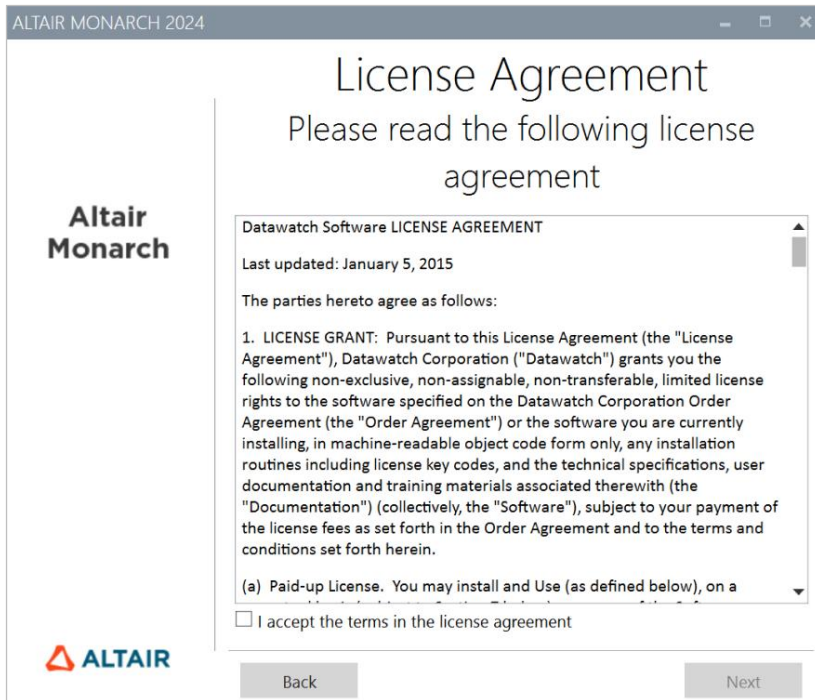 ALTAIR MONARCH 2024
License Agreement
Please read the following license
agreement
Altair
Monarch
Datawatch Software LICENSE AGREEMENT
Last updated: January 5, 2015
The parties hereto agree as follows:
1. LICENSE GRANT: Pursuant to this License Agreement (the "License
Agreement"), Datawatch Corporation ("Datawatch") grants you the
following non-exclusive, non-assignable, non-transferable, limited license
rights to the software specified on the Datawatch Corporation Order
Agreement (the "Order Agreement") or the software you are currently
installing, in machine-readable object code form only, any installation
routines including license key codes, and the technical specifications, user
documentation and training materials associated therewith (the
"Documentation") (collectively, the "Software"), subject to your payment of
the license fees as set forth in the Order Agreement and to the terms and
conditions set forth herein.
(a) Paid-up License. You may install and Use (as defined below), on a
I accept the terms in the license agreement
ALTAIR
Back
Next